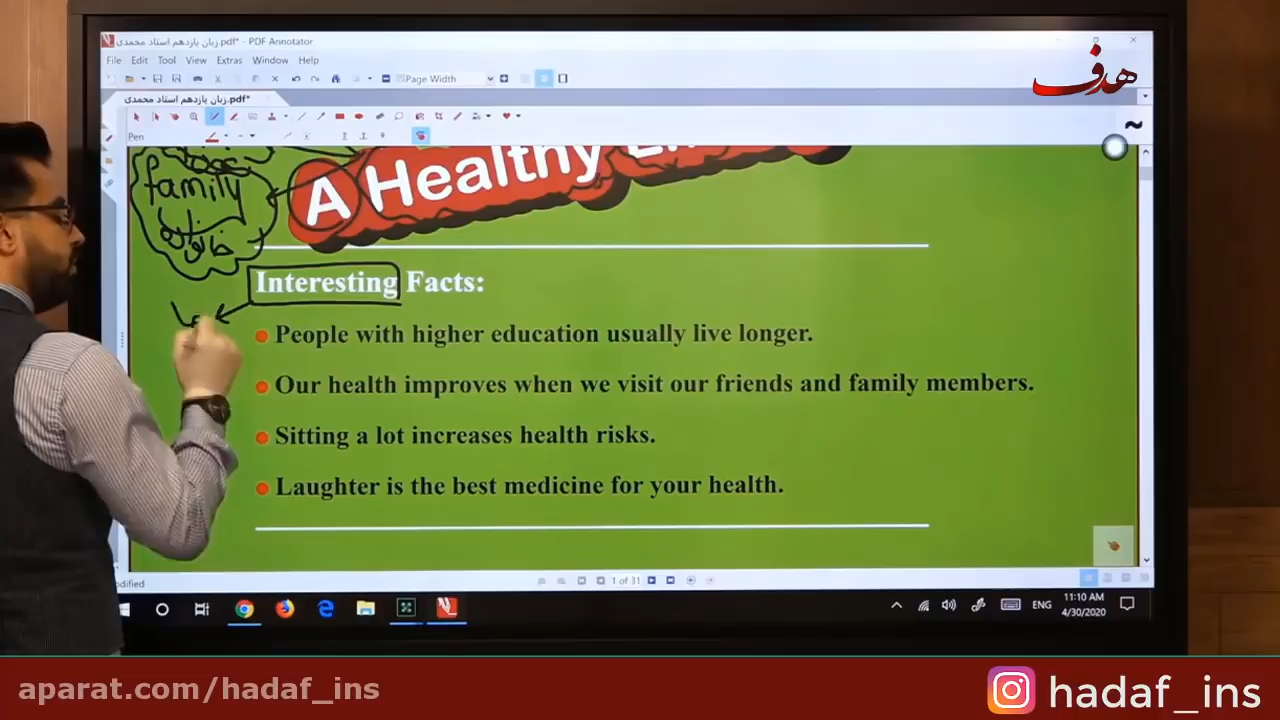 زبان یازدهم استاد محمدی.pdf* - PDF Annotator
File Edit Tool View Extras Window Help
هدف
Page Width
زبان یازدهم استاد محمدی.pdf*
Pen
family
A Healthy
Interesting Facts:
People with higher education usually live longer.
Our health improves when we visit our friends and family members.
Sitting a lot increases health risks.
Laughter is the best medicine for your health.
odified
1 of 31
ENG
11:10 AM
4/30/2020
aparat.com/hadaf_ins
hadaf_ins